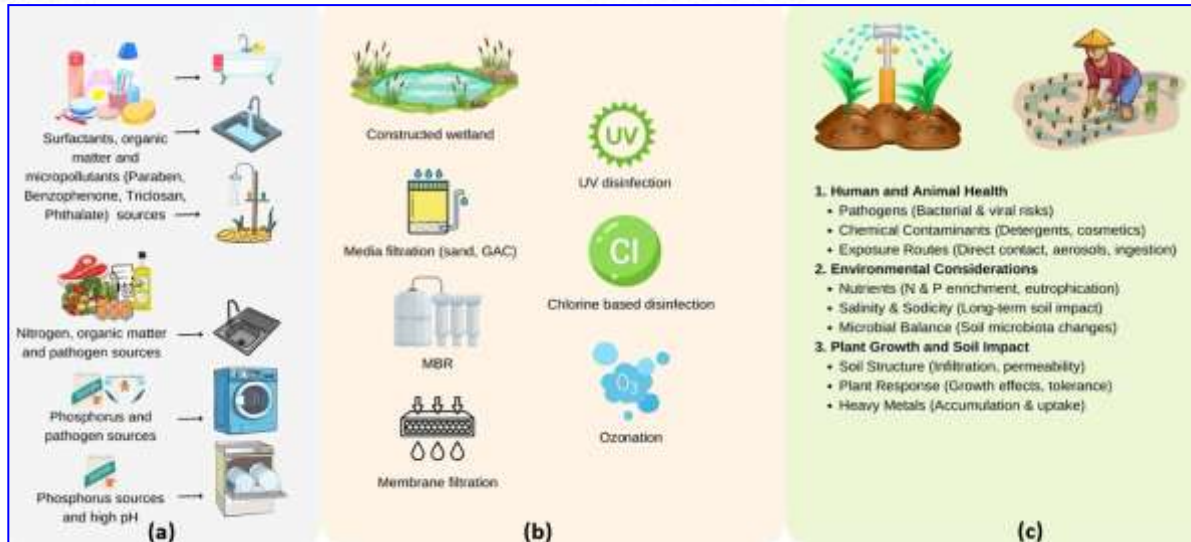 Surfactants, organic
matter and
micropollutants (Paraben,
Benzophenone, Triclosan,
Phthalate) sources
Nitrogen, organic matter
and pathogen sources
Phosphorus and
pathogen sources
Phosphorus sources
and high pH
(a)
Constructed wetland
Media filtration (sand, GAC)
MBR
Membrane filtration
UV
UV disinfection
Cl
Chlorine based disinfection
O3
Ozonation
(b)
1. Human and Animal Health
• Pathogens (Bacterial & viral risks)
• Chemical Contaminants (Detergents, cosmetics)
• Exposure Routes (Direct contact, aerosols, ingestion)
2. Environmental Considerations
• Nutrients (N & P enrichment, eutrophication)
• Salinity & Sodicity (Long-term soil impact)
• Microbial Balance (Soil microbiota changes)
3. Plant Growth and Soil Impact
• Soil Structure (Infiltration, permeability)
• Plant Response (Growth effects, tolerance)
• Heavy Metals (Accumulation & uptake)
(c)